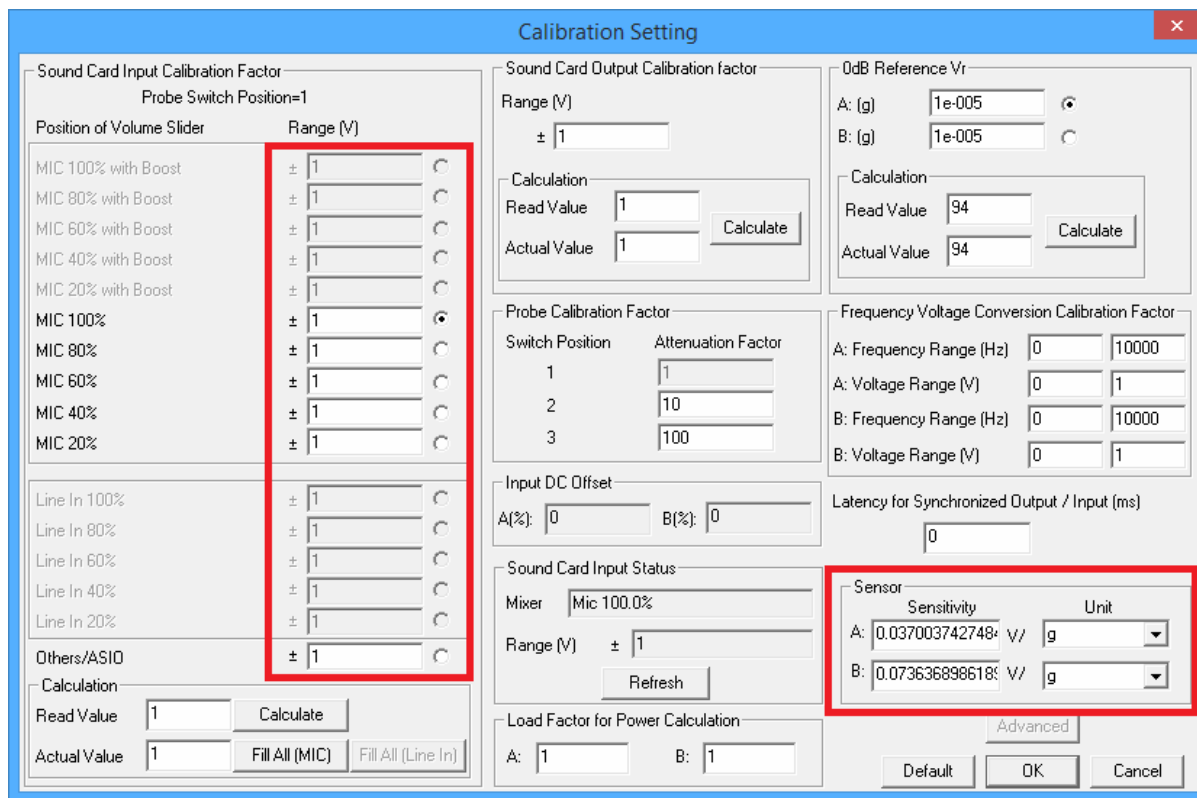 Calibration Setting
Sound Card Input Calibration Factor
Probe Switch Position=1
Position of Volume Slider Range (V)
MIC 100% with Boost ± 1
MIC 80% with Boost ± 1
MIC 60% with Boost ± 1
MIC 40% with Boost ± 1
MIC 20% with Boost ± 1
MIC 100% ± 1
MIC 80% ± 1
MIC 60% ± 1
MIC 40% ± 1
MIC 20% ± 1
Line In 100% ± 1
Line In 80% ± 1
Line In 60% ± 1
Line In 40% ± 1
Line In 20% ± 1
Others/ASIO ± 1
Calculation
Read Value 1 Calculate
Actual Value 1 Fill All (MIC) Fill All (Line In)
Sound Card Output Calibration factor
Range (V)
± 1
Calculation
Read Value 1
Calculate
Actual Value 1
Probe Calibration Factor
Switch Position Attenuation Factor
1 1
2 10
3 100
Input DC Offset
A(%): 0 B(%): 0
Sound Card Input Status
Mixer Mic 100.0%
Range (V) ± 1
Refresh
Load Factor for Power Calculation
A: 1 B: 1
0dB Reference Vr
A: (g) 1e-005
B: (g) 1e-005
Calculation
Read Value 94
Calculate
Actual Value 94
Frequency Voltage Conversion Calibration Factor
A: Frequency Range (Hz) 0 10000
A: Voltage Range (V) 0 1
B: Frequency Range (Hz) 0 10000
B: Voltage Range (V) 0 1
Latency for Synchronized Output / Input (ms)
0
Sensor
Sensitivity Unit
A: 0.037003742748 V/ g
B: 0.073636898618 V/ g
Advanced
Default OK Cancel